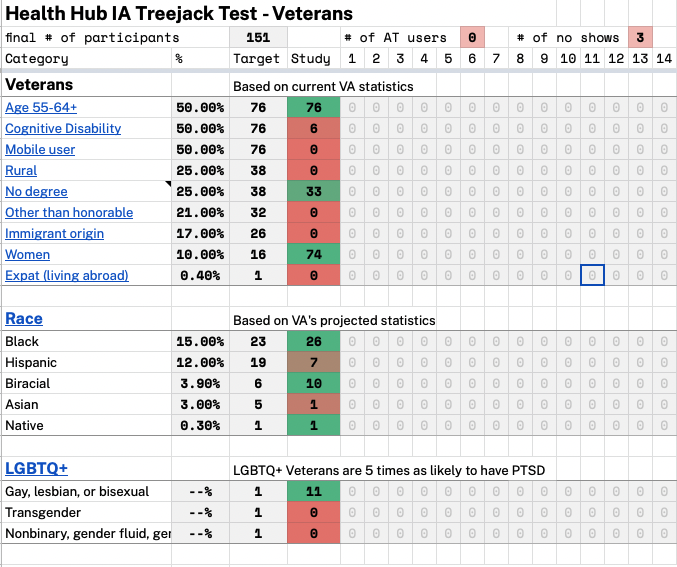 Health Hub IA Treejack Test - Veterans
final # of participants 151 # of AT users 0 # of no shows 3
Category % Target Study 1 2 3 4 5 6 7 8 9 10 11 12 13 14
Veterans Based on current VA statistics
Age 55-64+ 50.00% 76 76 0 0 0 0 0 0 0 0 0 0 0 0 0 0
Cognitive Disability 50.00% 76 6 0 0 0 0 0 0 0 0 0 0 0 0 0 0
Mobile user 50.00% 76 0 0 0 0 0 0 0 0 0 0 0 0 0 0 0
Rural 25.00% 38 0 0 0 0 0 0 0 0 0 0 0 0 0 0 0
No degree 25.00% 38 33 0 0 0 0 0 0 0 0 0 0 0 0 0 0
Other than honorable 21.00% 32 0 0 0 0 0 0 0 0 0 0 0 0 0 0 0
Immigrant origin 17.00% 26 0 0 0 0 0 0 0 0 0 0 0 0 0 0 0
Women 10.00% 16 74 0 0 0 0 0 0 0 0 0 0 0 0 0 0
Expat (living abroad) 0.40% 1 0 0 0 0 0 0 0 0 0 0 0 0 0 0 0
Race Based on VA's projected statistics
Black 15.00% 23 26 0 0 0 0 0 0 0 0 0 0 0 0 0 0
Hispanic 12.00% 19 7 0 0 0 0 0 0 0 0 0 0 0 0 0 0
Biracial 3.90% 6 10 0 0 0 0 0 0 0 0 0 0 0 0 0 0
Asian 3.00% 5 1 0 0 0 0 0 0 0 0 0 0 0 0 0 0
Native 0.30% 1 1 0 0 0 0 0 0 0 0 0 0 0 0 0 0
LGBTQ+ LGBTQ+ Veterans are 5 times as likely to have PTSD
Gay, lesbian, or bisexual --% 1 11 0 0 0 0 0 0 0 0 0 0 0 0 0 0
Transgender --% 1 0 0 0 0 0 0 0 0 0 0 0 0 0 0 0
Nonbinary, gender fluid, ger --% 1 0 0 0 0 0 0 0 0 0 0 0 0 0 0 0